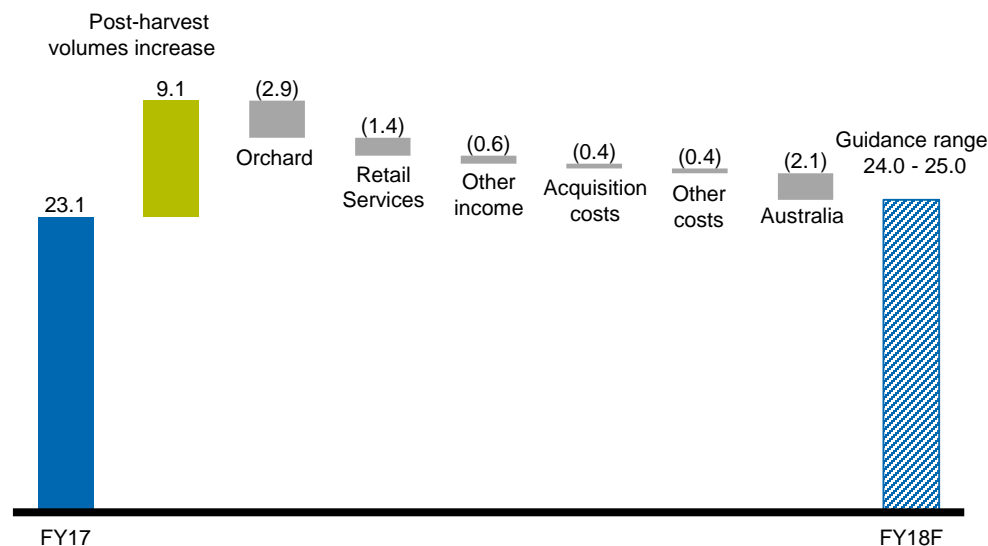 Post-harvest
volumes increase
9.1
(2.9)
Orchard
(1.4)
Retail
Services
(0.6)
Other
income
(0.4)
Acquisition
costs
(0.4)
Other
costs
(2.1)
Australia
Guidance range
24.0 - 25.0
23.1
FY17
FY18F